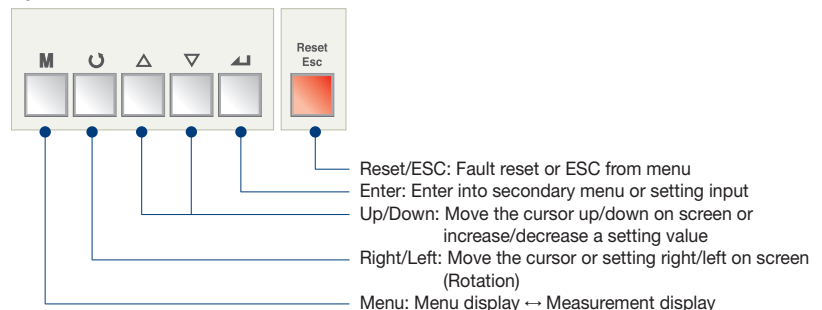 M
Reset
Esc
Reset/ESC: Fault reset or ESC from menu
Enter: Enter into secondary menu or setting input
Up/Down: Move the cursor up/down on screen or
increase/decrease a setting value
Right/Left: Move the cursor or setting right/left on screen
(Rotation)
Menu: Menu display ↔ Measurement display